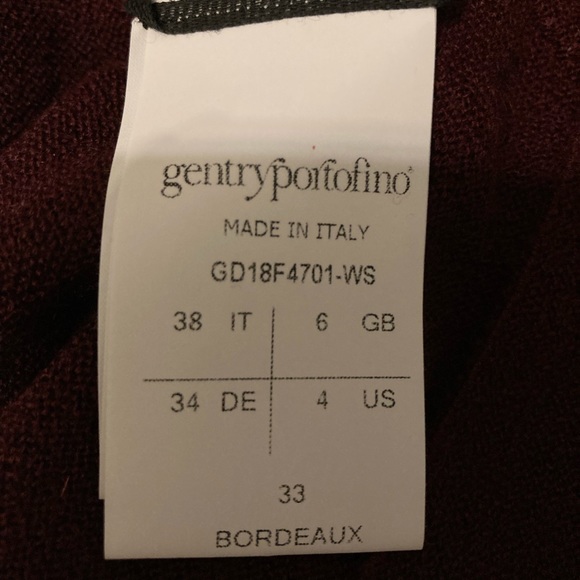 gentryportofino
MADE IN ITALY
GD18F4701-WS
38 IT 6 GB
34 DE 4 US
33
BORDEAUX